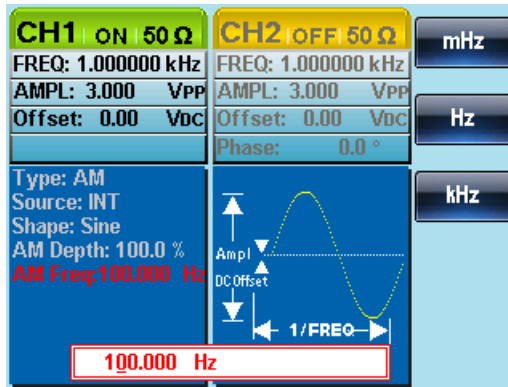 CH1 ON 50 Ω
FREQ: 1.000000 kHz
AMPL: 3.000 VPP
Offset: 0.00 VDC
CH2 OFF 50 Ω
FREQ: 1.000000 kHz
AMPL: 3.000 VPP
Offset: 0.00 VDC
Phase: 0.0 °
mHz
Hz
kHz
Type: AM
Source: INT
Shape: Sine
AM Depth: 100.0 %
AM Freq:100.000 Hz
Ampl
DC Offset
1/FREQ
100.000 Hz